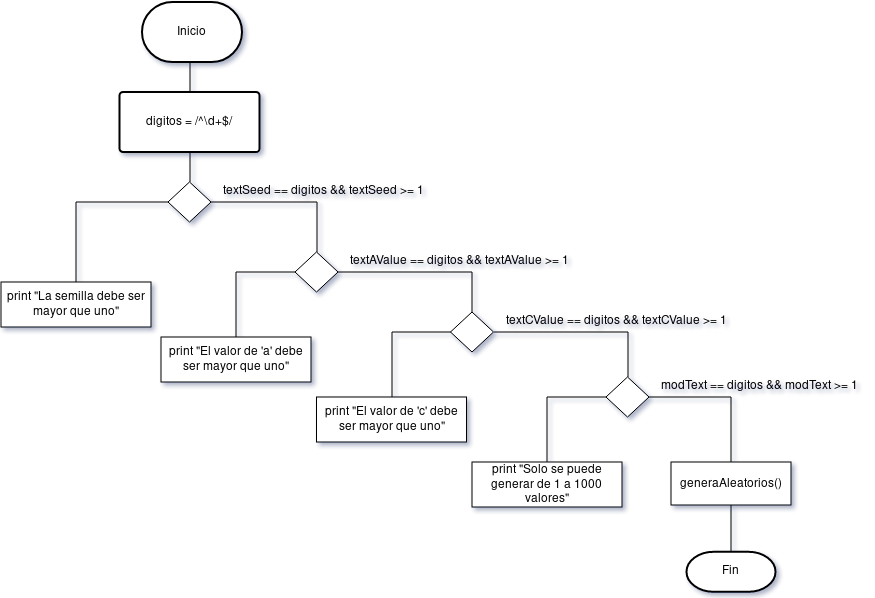 Inicio
digitos = /^\d+$/
textSeed == digitos && textSeed >= 1
textAValue == digitos && textAValue >= 1
print "La semilla debe ser
mayor que uno"
textCValue == digitos && textCValue >= 1
print "El valor de 'a' debe
ser mayor que uno"
modText == digitos && modText >= 1
print "El valor de 'c' debe
ser mayor que uno"
print "Solo se puede
generar de 1 a 1000
valores"
generaAleatorios()
Fin